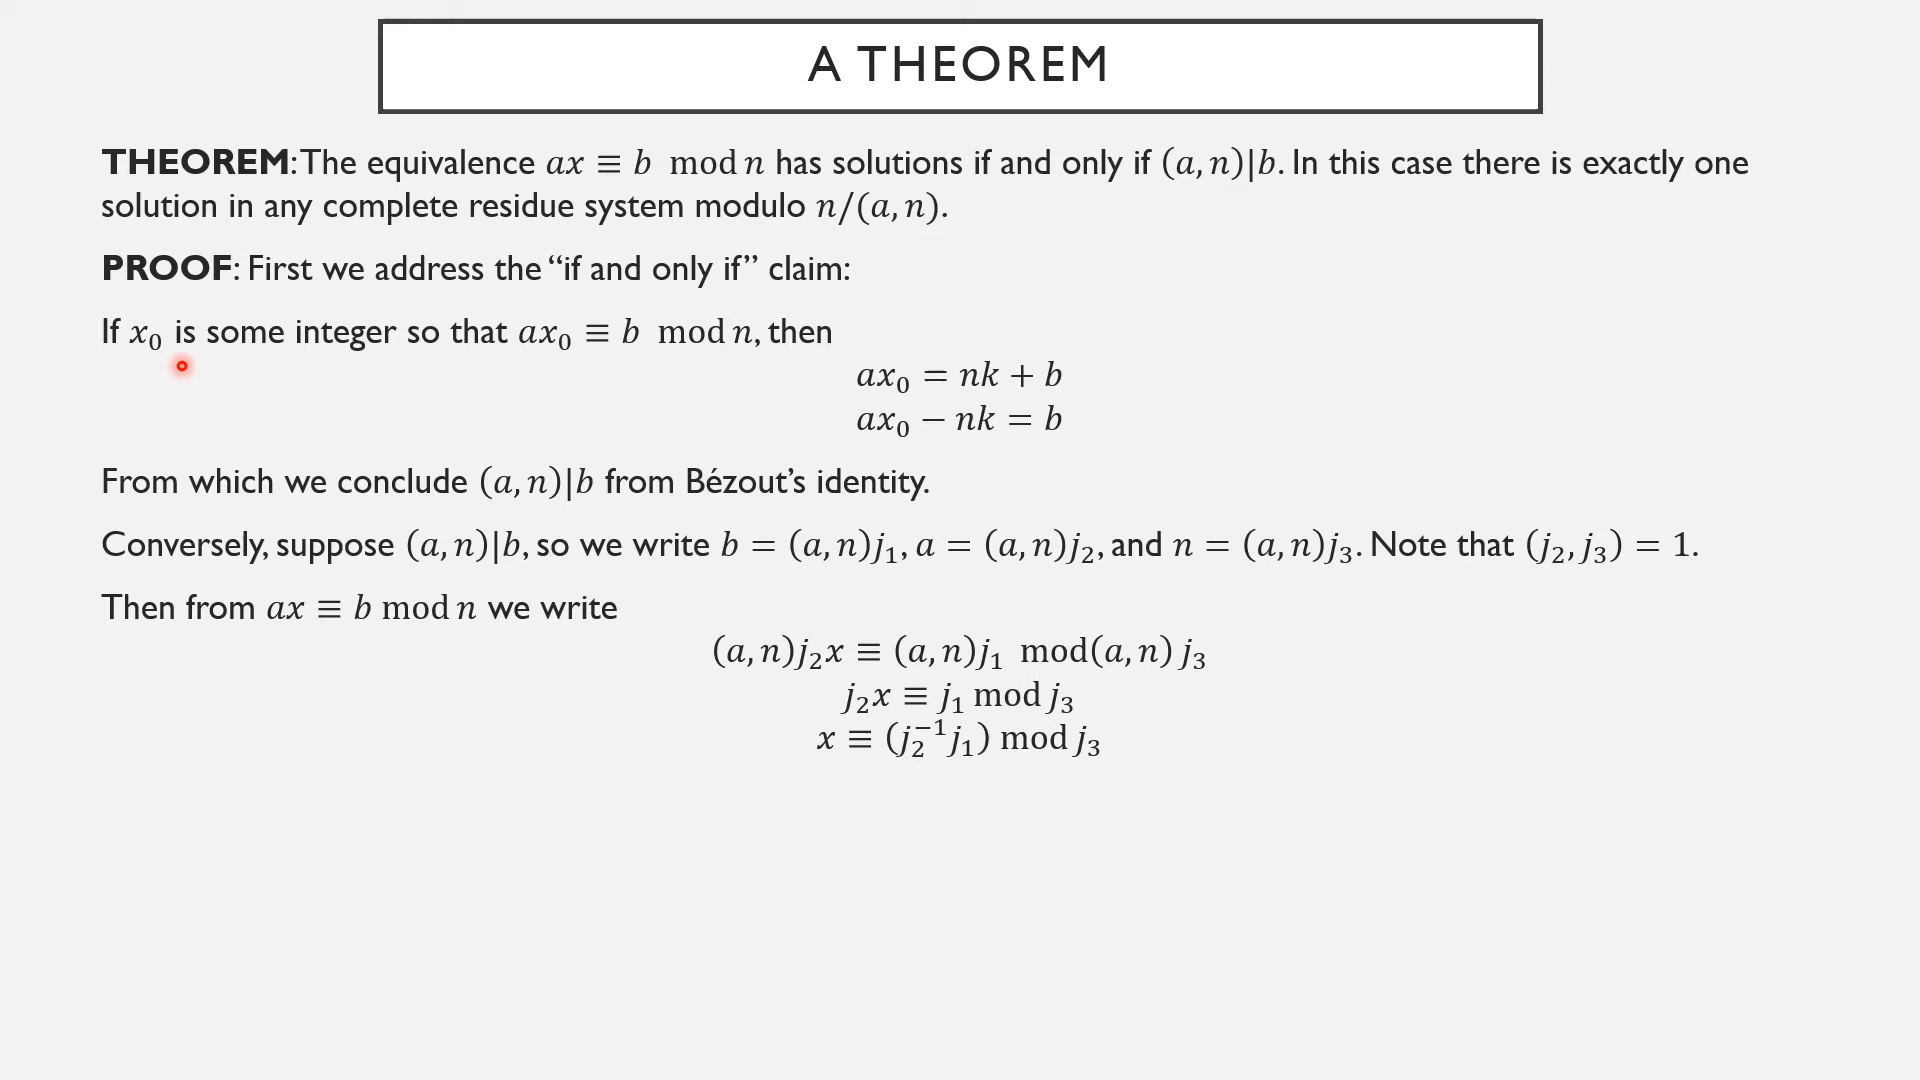 A THEOREM
THEOREM: The equivalence ax ≡ b mod n has solutions if and only if (a, n)|b. In this case there is exactly one
solution in any complete residue system modulo n/(a, n).
PROOF: First we address the “if and only if” claim:
If x₀ is some integer so that ax₀ ≡ b mod n, then
ax₀ = nk + b
ax₀ − nk = b
From which we conclude (a, n)|b from Bézout’s identity.
Conversely, suppose (a, n)|b, so we write b = (a, n)j₁, a = (a, n)j₂, and n = (a, n)j₃. Note that (j₂, j₃) = 1.
Then from ax ≡ b mod n we write
(a, n)j₂x ≡ (a, n)j₁ mod(a, n) j₃
j₂x ≡ j₁ mod j₃
x ≡ (j₂⁻¹j₁) mod j₃